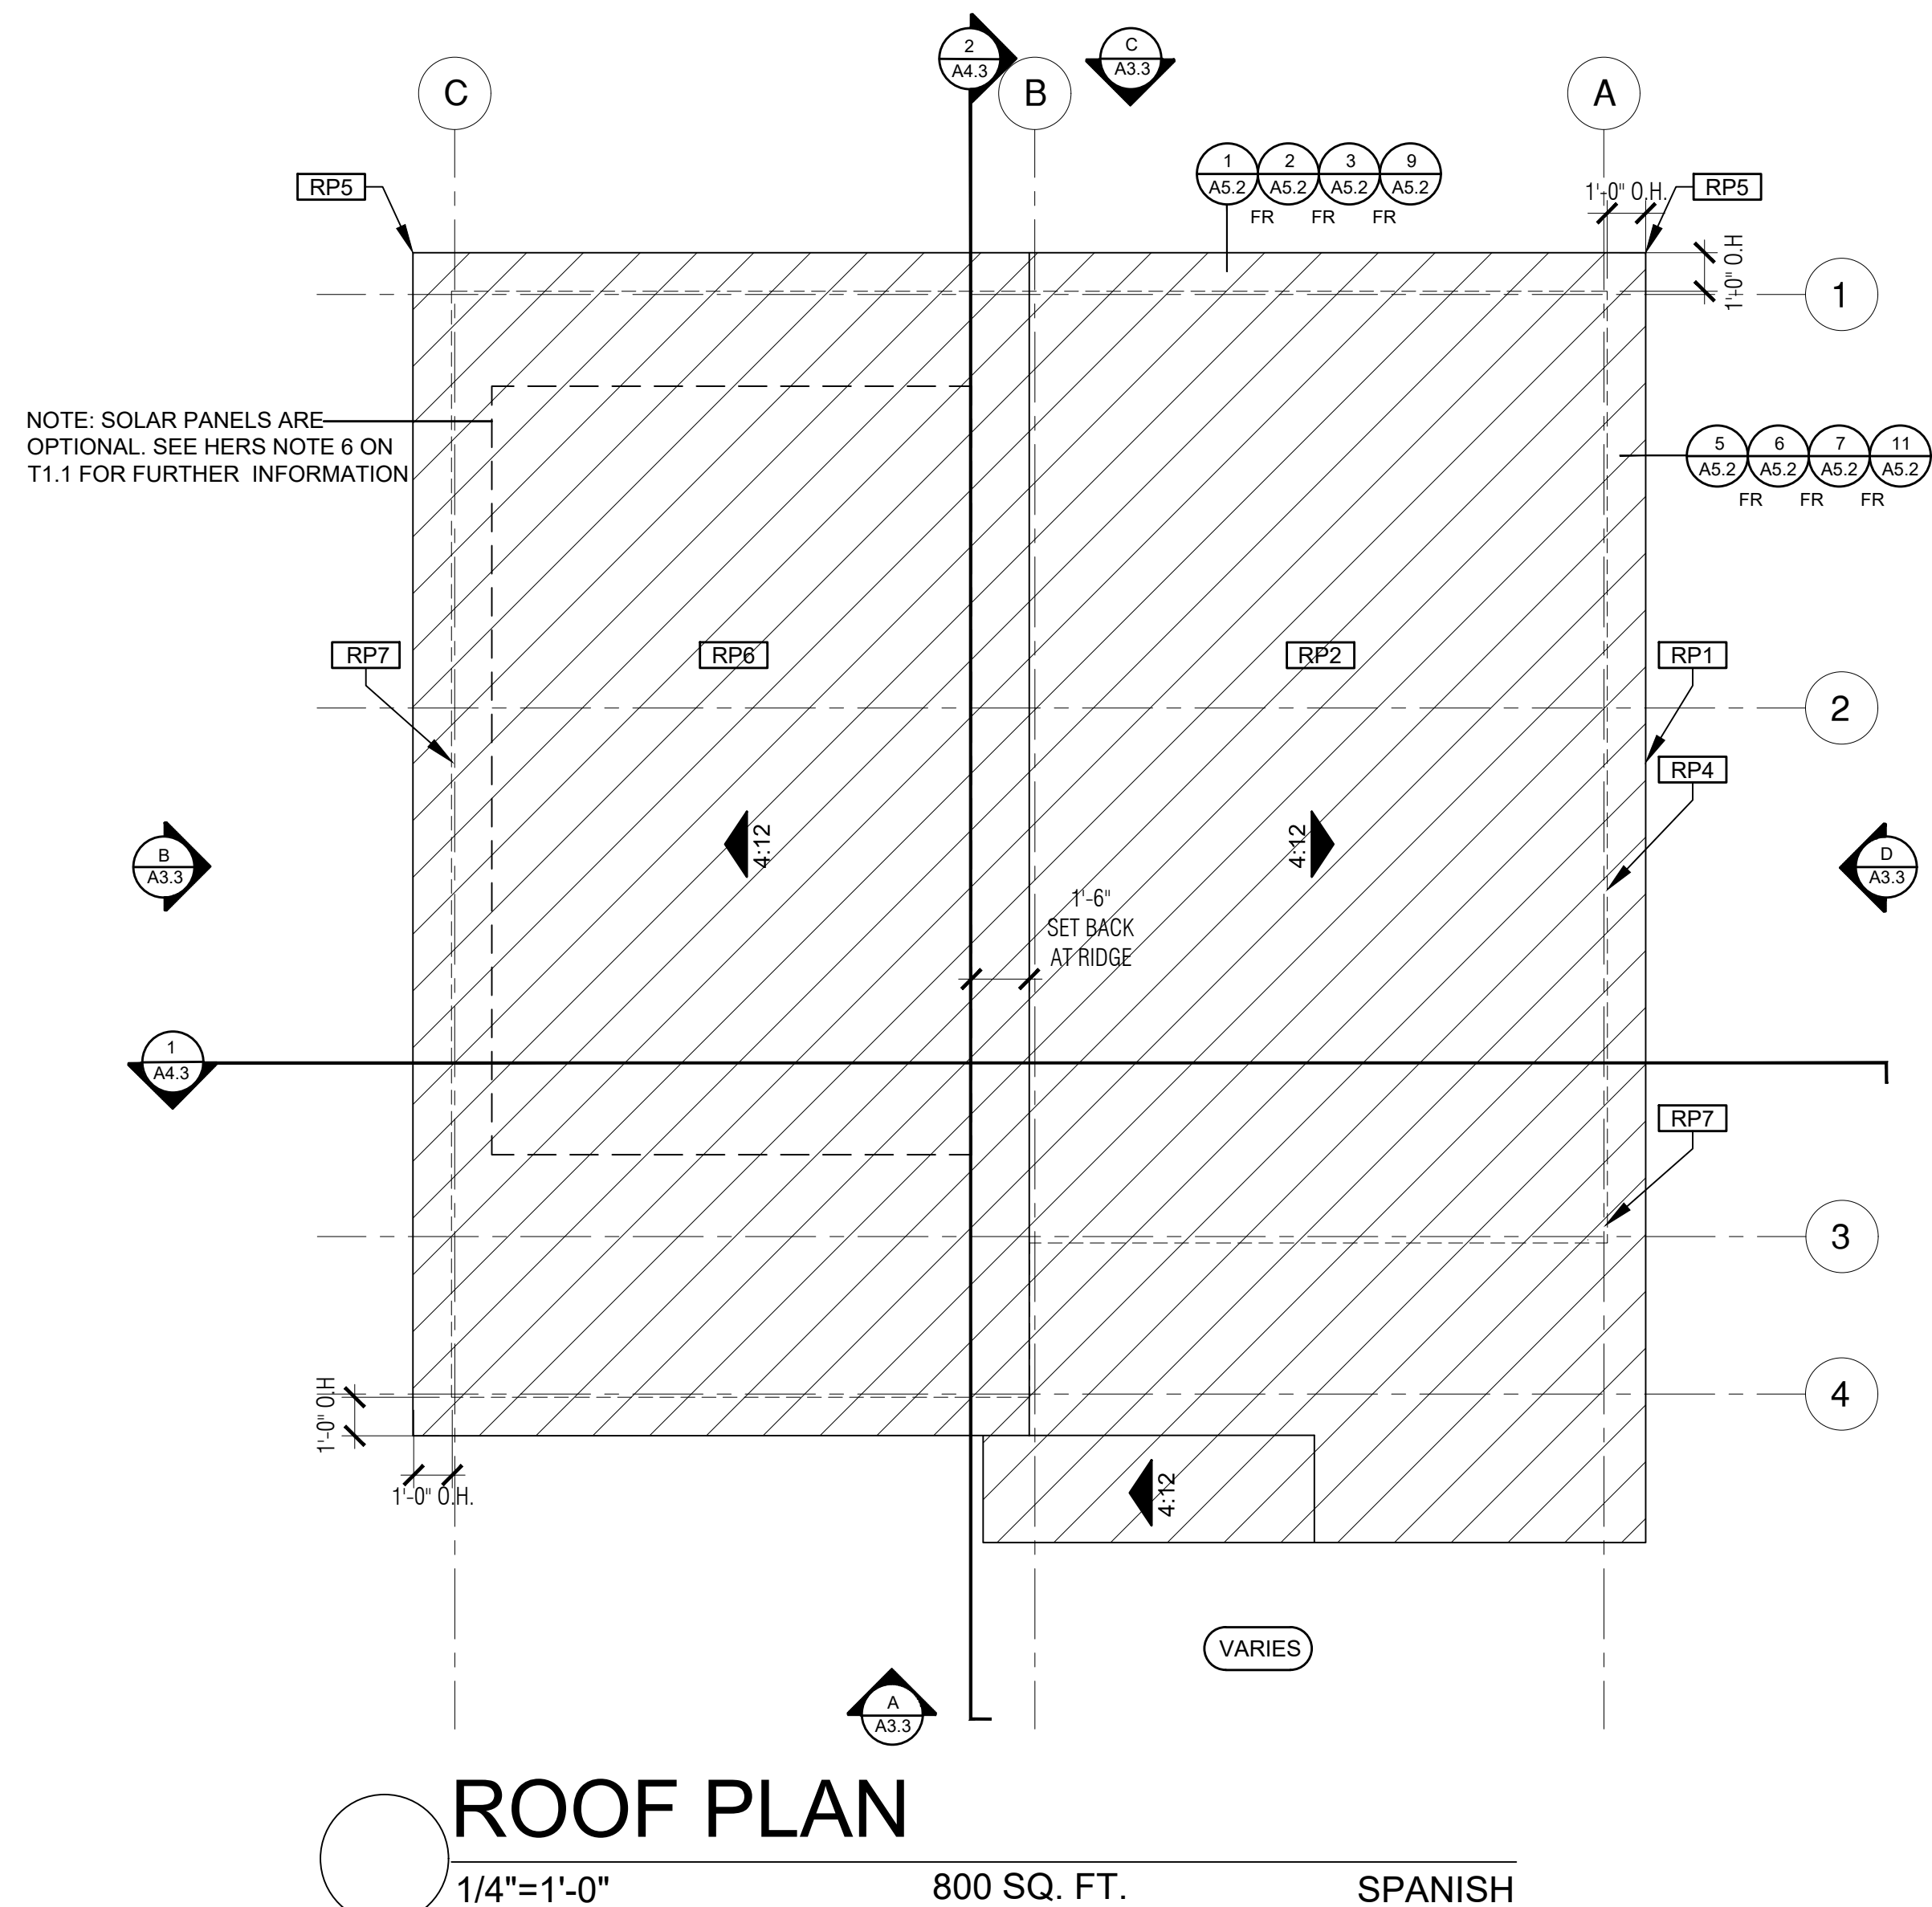 2
A4.3
C
A3.3
C
B
A
1
A5.2
2
A5.2
3
A5.2
9
A5.2
FR
FR
FR
RP5
1'-0" O.H.
RP5
1'-0" O.H
1
NOTE: SOLAR PANELS ARE
OPTIONAL. SEE HERS NOTE 6 ON
T1.1 FOR FURTHER INFORMATION
5
A5.2
6
A5.2
7
A5.2
11
A5.2
FR
FR
FR
RP7
RP6
RP2
RP1
2
RP4
4:12
4:12
B
A3.3
D
A3.3
1'-6"
SET BACK
AT RIDGE
1
A4.3
RP7
3
4
1'-0" O.H
1'-0" O.H.
4:12
VARIES
A
A3.3
ROOF PLAN
1/4"=1'-0"
800 SQ. FT.
SPANISH